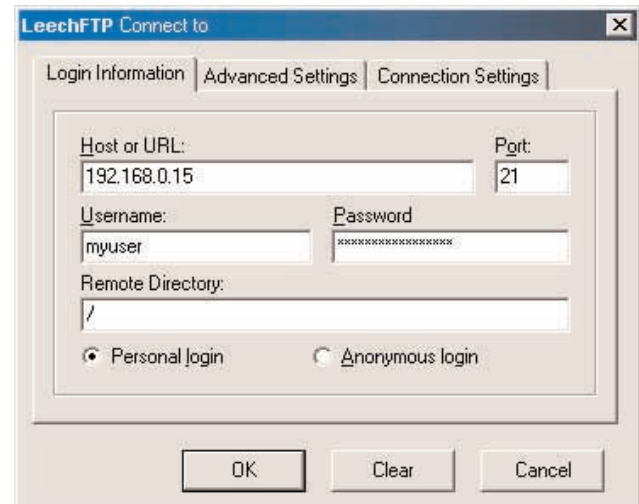 LeechFTP Connect to
Login Information Advanced Settings Connection Settings
Host or URL: Port:
192.168.0.15 21
Username: Password
myuser *****************
Remote Directory:
/
Personal login Anonymous login
OK Clear Cancel